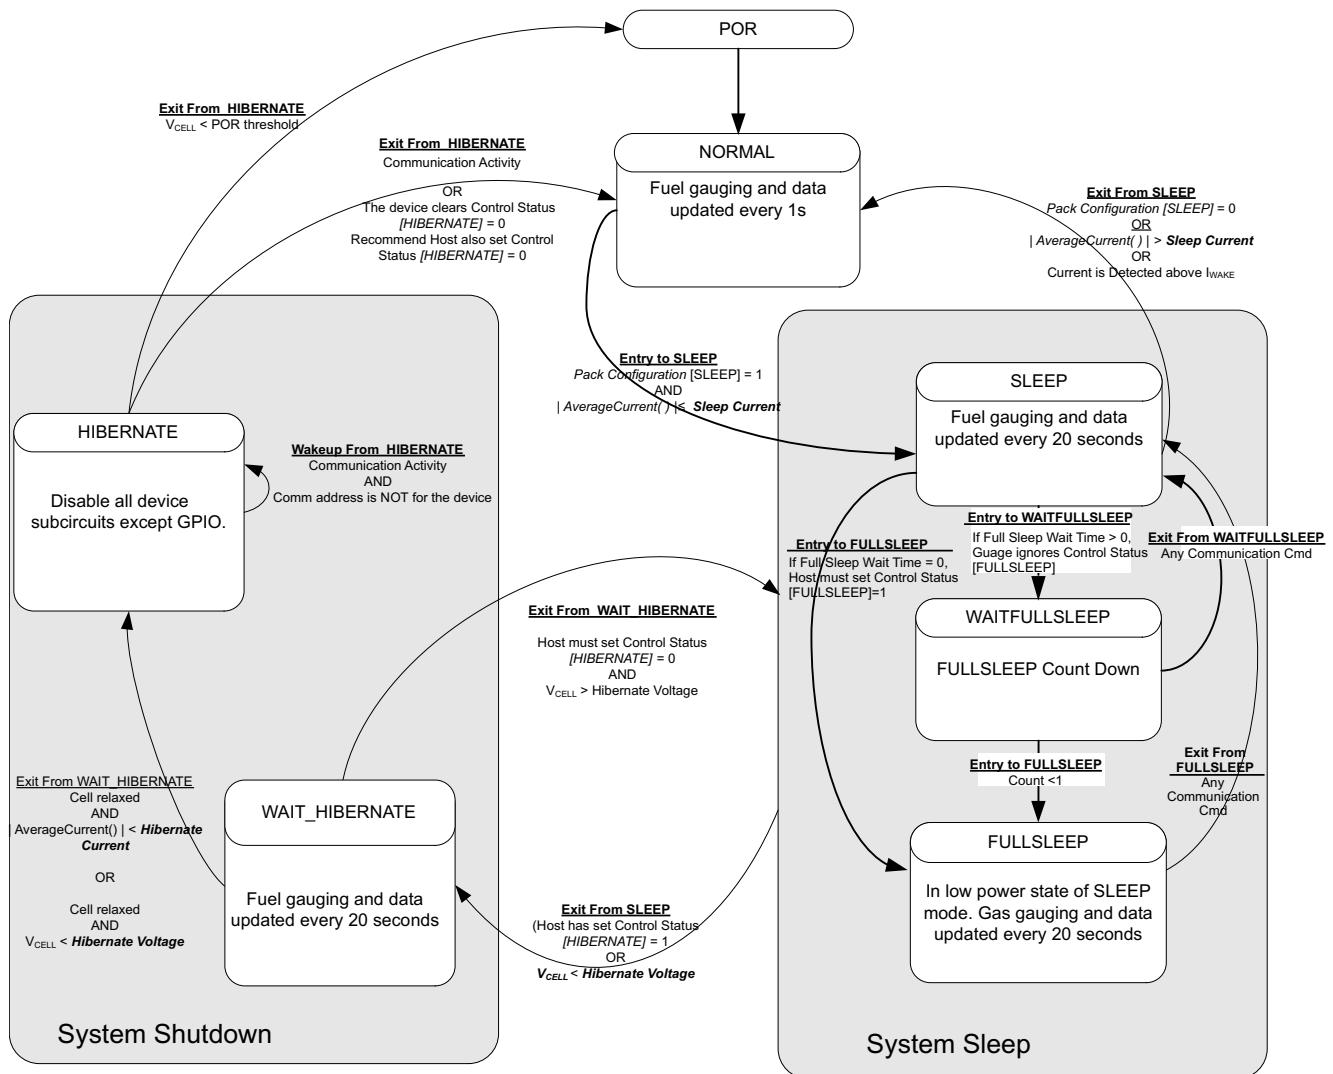 POR
Exit From  HIBERNATE
VCELL < POR threshold
Exit From  HIBERNATE
Communication Activity
OR
The device clears Control Status
[HIBERNATE] = 0
Recommend Host also set Control
Status [HIBERNATE] = 0
NORMAL
Fuel gauging and data
updated every 1s
Exit From SLEEP
Pack Configuration [SLEEP] = 0
OR
| AverageCurrent( ) | > Sleep Current
OR
Current is Detected above IWAKE
Entry to SLEEP
Pack Configuration [SLEEP] = 1
AND
| AverageCurrent( ) |≤  Sleep Current
SLEEP
Fuel gauging and data
updated every 20 seconds
HIBERNATE
Disable all device
subcircuits except GPIO.
Wakeup From  HIBERNATE
Communication Activity
AND
Comm address is NOT for the device
Entry to WAITFULLSLEEP
If Full Sleep Wait Time > 0,
Guage ignores Control Status
[FULLSLEEP]
Exit From WAITFULLSLEEP
Any Communication Cmd
Entry to FULLSLEEP
If Full Sleep Wait Time = 0,
Host must set Control Status
[FULLSLEEP]=1
WAITFULLSLEEP
FULLSLEEP Count Down
Exit From  WAIT_HIBERNATE
Host must set Control Status
[HIBERNATE] = 0
AND
VCELL > Hibernate Voltage
Entry to FULLSLEEP
Count <1
Exit From
FULLSLEEP
Any
Communication
Cmd
Exit From WAIT_HIBERNATE
Cell relaxed
AND
| AverageCurrent() | < Hibernate
Current
OR
Cell relaxed
AND
VCELL < Hibernate Voltage
WAIT_HIBERNATE
Fuel gauging and data
updated every 20 seconds
FULLSLEEP
In low power state of SLEEP
mode. Gas gauging and data
updated every 20 seconds
Exit From SLEEP
(Host has set Control Status
[HIBERNATE] = 1
OR
VCELL < Hibernate Voltage
System Shutdown
System Sleep